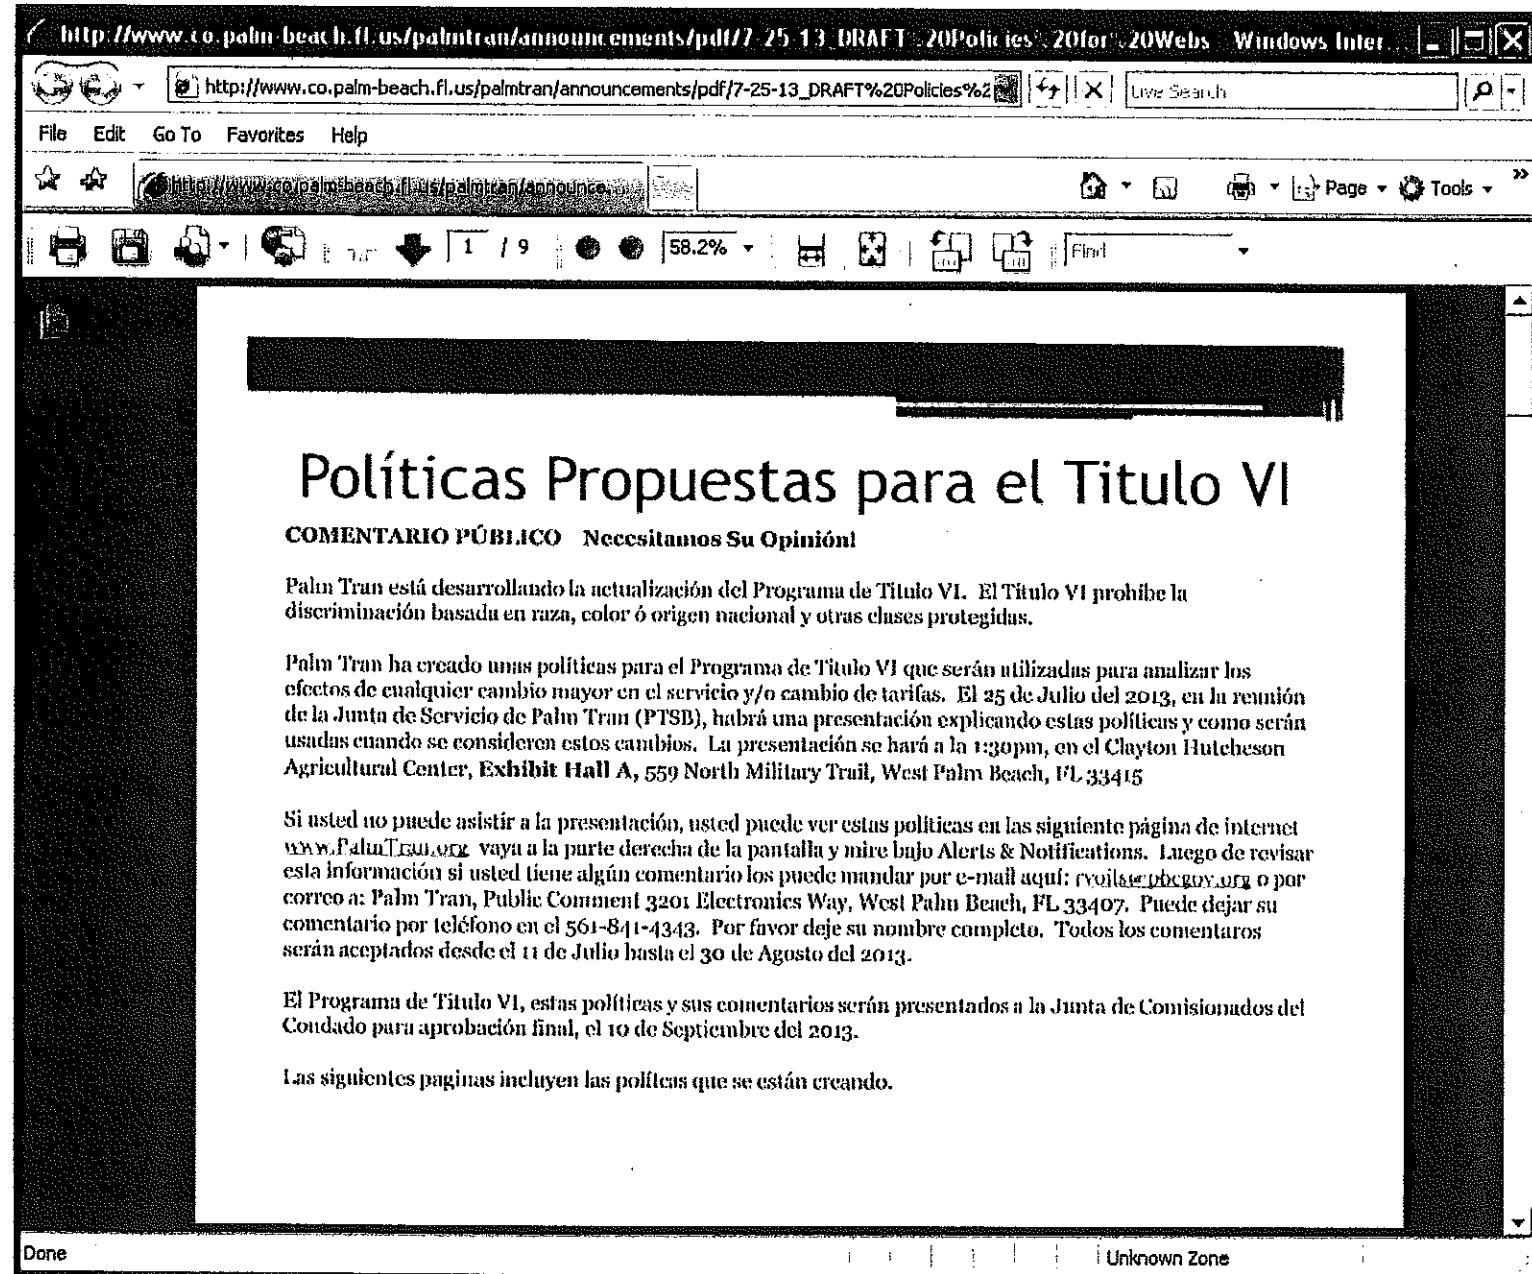 http://www.co.palm-beach.fl.us/palmtran/announcements/pdf/7-25-13_DRAFT%20Policies%20for%20Webs Windows Inter...
http://www.co.palm-beach.fl.us/palmtran/announcements/pdf/7-25-13_DRAFT%20Policies%2
Live Search
File Edit Go To Favorites Help
http://www.co.palm-beach.fl.us/palmtran/announce...
Page Tools
1 / 9 58.2% Find
Políticas Propuestas para el Titulo VI
COMENTARIO PÚBLICO Necesitamos Su Opinión!
Palm Tran está desarrollando la actualización del Programa de Titulo VI. El Titulo VI prohíbe la
discriminación basada en raza, color ó origen nacional y otras clases protegidas.
Palm Tran ha creado unas políticas para el Programa de Titulo VI que serán utilizadas para analizar los
efectos de cualquier cambio mayor en el servicio y/o cambio de tarifas. El 25 de Julio del 2013, en la reunión
de la Junta de Servicio de Palm Tran (PTSB), habrá una presentación explicando estas políticas y como serán
usadas cuando se consideren estos cambios. La presentación se hará a la 1:30pm, en el Clayton Hutcheson
Agricultural Center, Exhibit Hall A, 559 North Military Trail, West Palm Beach, FL 33415
Si usted no puede asistir a la presentación, usted puede ver estas políticas en las siguiente página de internet
www.PalmTran.org vaya a la parte derecha de la pantalla y mire bajo Alerts & Notifications. Luego de revisar
esta información si usted tiene algún comentario los puede mandar por e-mail aquí: o por
correo a: Palm Tran, Public Comment 3201 Electronics Way, West Palm Beach, FL 33407. Puede dejar su
comentario por teléfono en el 561-841-4343. Por favor deje su nombre completo. Todos los comentaros
serán aceptados desde el 11 de Julio hasta el 30 de Agosto del 2013.
El Programa de Titulo VI, estas políticas y sus comentarios serán presentados a la Junta de Comisionados del
Condado para aprobación final, el 10 de Septiembre del 2013.
Las siguientes paginas incluyen las polítcas que se están creando.
Done Unknown Zone